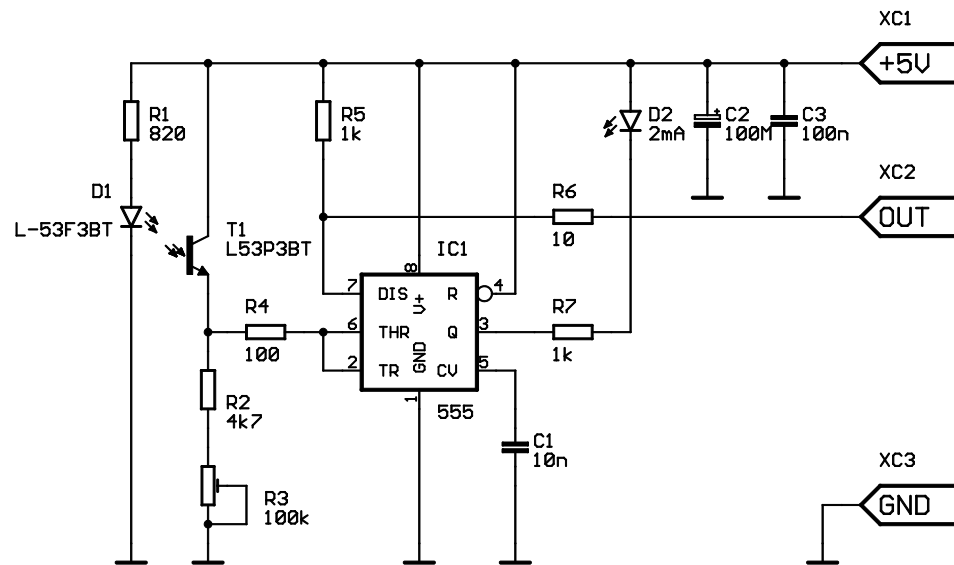 XC1
+5V
R1
820
R5
1k
D2
2mA
C2
+
100M
C3
100n
XC2
OUT
D1
L-53F3BT
T1
L53P3BT
R6
10
IC1
8
7
DIS
V+
R
4
R4
100
6
THR
Q
3
R7
1k
2
TR
GND
CV
5
1
555
R2
4k7
C1
10n
R3
100k
XC3
GND